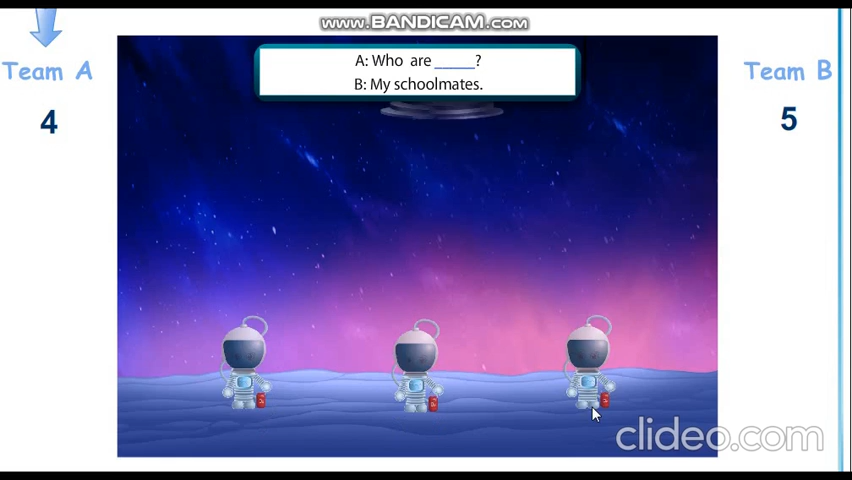 www.BANDICAM.com
A: Who are _____?
B: My schoolmates.
Team A
Team B
4
5
clideo.com